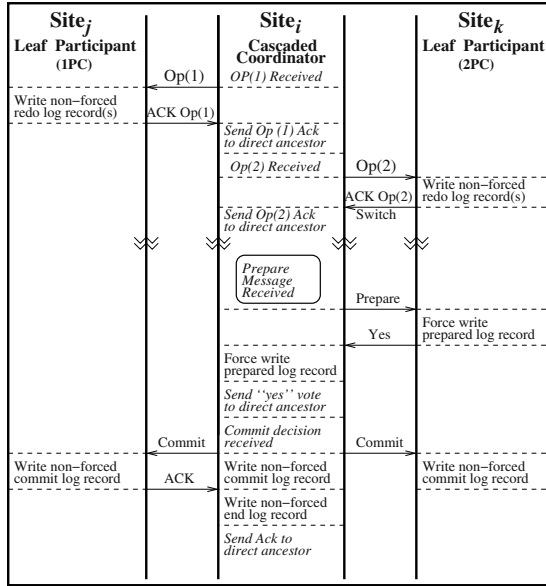 Site_j
Leaf Participant
(1PC)
Site_i
Cascaded
Coordinator
Site_k
Leaf Participant
(2PC)
Op(1)
OP(1) Received
Write non−forced
redo log record(s)
ACK Op(1)
Send Op (1) Ack
to direct ancestor
Op(2) Received
Op(2)
ACK Op(2)
Write non−forced
redo log record(s)
Send Op(2) Ack
to direct ancestor
Switch
Prepare
Message
Received
Prepare
Yes
Force write
prepared log record
Force write
prepared log record
Send ‘‘yes’’ vote
to direct ancestor
Commit decision
received
Commit
Commit
Write non−forced
commit log record
ACK
Write non−forced
commit log record
Write non−forced
commit log record
Write non−forced
end log record
Send Ack to
direct ancestor